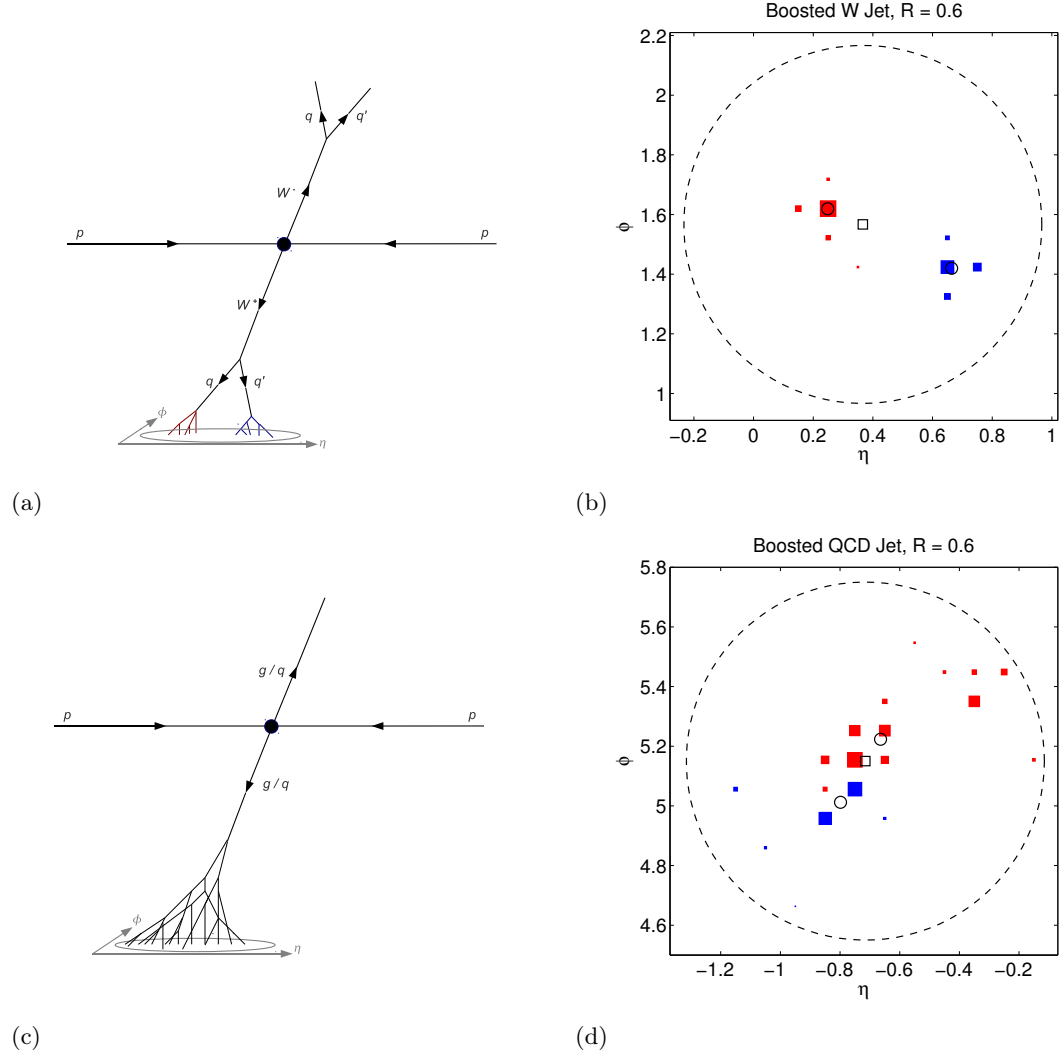 q
q'
W-
p
p
W+
q
q'
φ
η
(a)
Boosted W Jet, R = 0.6
2.2
2
1.8
1.6
1.4
1.2
1
φ
−0.2 0 0.2 0.4 0.6 0.8 1
η
(b)
g / q
p
p
g / q
φ
η
(c)
Boosted QCD Jet, R = 0.6
5.8
5.6
5.4
5.2
5
4.8
4.6
φ
−1.2 −1 −0.8 −0.6 −0.4 −0.2
η
(d)